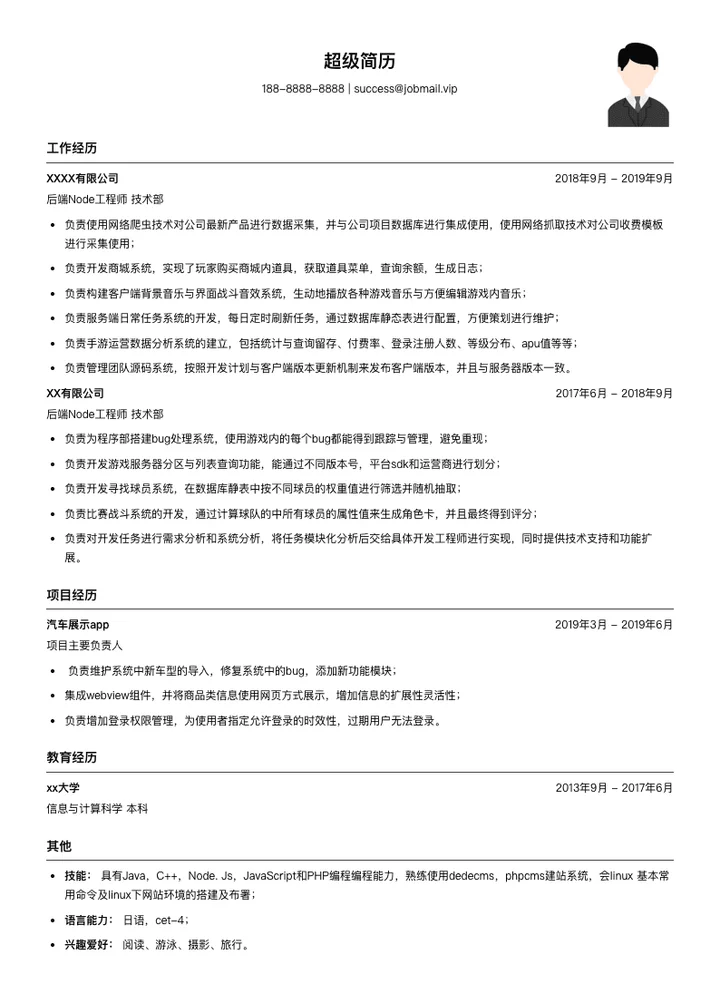 超级简历
188-8888-8888 | success@jobmail.vip
工作经历
XXXX有限公司 2018年9月 - 2019年9月
后端Node工程师 技术部
• 负责使用网络爬虫技术对公司最新产品进行数据采集，并与公司项目数据库进行集成使用，使用网络抓取技术对公司收费模板
进行采集使用；
• 负责开发商城系统，实现了玩家购买商城内道具，获取道具菜单，查询余额，生成日志；
• 负责构建客户端背景音乐与界面战斗音效系统，生动地播放各种游戏音乐与方便编辑游戏内音乐；
• 负责服务端日常任务系统的开发，每日定时刷新任务，通过数据库静态表进行配置，方便策划进行维护；
• 负责手游运营数据分析系统的建立，包括统计与查询留存、付费率、登录注册人数、等级分布、apu值等等；
• 负责管理团队源码系统，按照开发计划与客户端版本更新机制来发布客户端版本，并且与服务器版本一致。
XX有限公司 2017年6月 - 2018年9月
后端Node工程师 技术部
• 负责为程序部搭建bug处理系统，使用游戏内的每个bug都能得到跟踪与管理，避免重现；
• 负责开发游戏服务器分区与列表查询功能，能通过不同版本号，平台sdk和运营商进行划分；
• 负责开发寻找球员系统，在数据库静表中按不同球员的权重值进行筛选并随机抽取；
• 负责比赛战斗系统的开发，通过计算球队的中所有球员的属性值来生成角色卡，并且最终得到评分；
• 负责对开发任务进行需求分析和系统分析，将任务模块化分析后交给具体开发工程师进行实现，同时提供技术支持和功能扩
展。
项目经历
汽车展示app 2019年3月 - 2019年6月
项目主要负责人
• 负责维护系统中新车型的导入，修复系统中的bug，添加新功能模块；
• 集成webview组件，并将商品类信息使用网页方式展示，增加信息的扩展性灵活性；
• 负责增加登录权限管理，为使用者指定允许登录的时效性，过期用户无法登录。
教育经历
xx大学 2013年9月 - 2017年6月
信息与计算科学 本科
其他
• 技能： 具有Java，C++，Node. Js，JavaScript和PHP编程编程能力，熟练使用dedecms，phpcms建站系统，会linux 基本常
用命令及linux下网站环境的搭建及布署；
• 语言能力： 日语，cet-4；
• 兴趣爱好： 阅读、游泳、摄影、旅行。